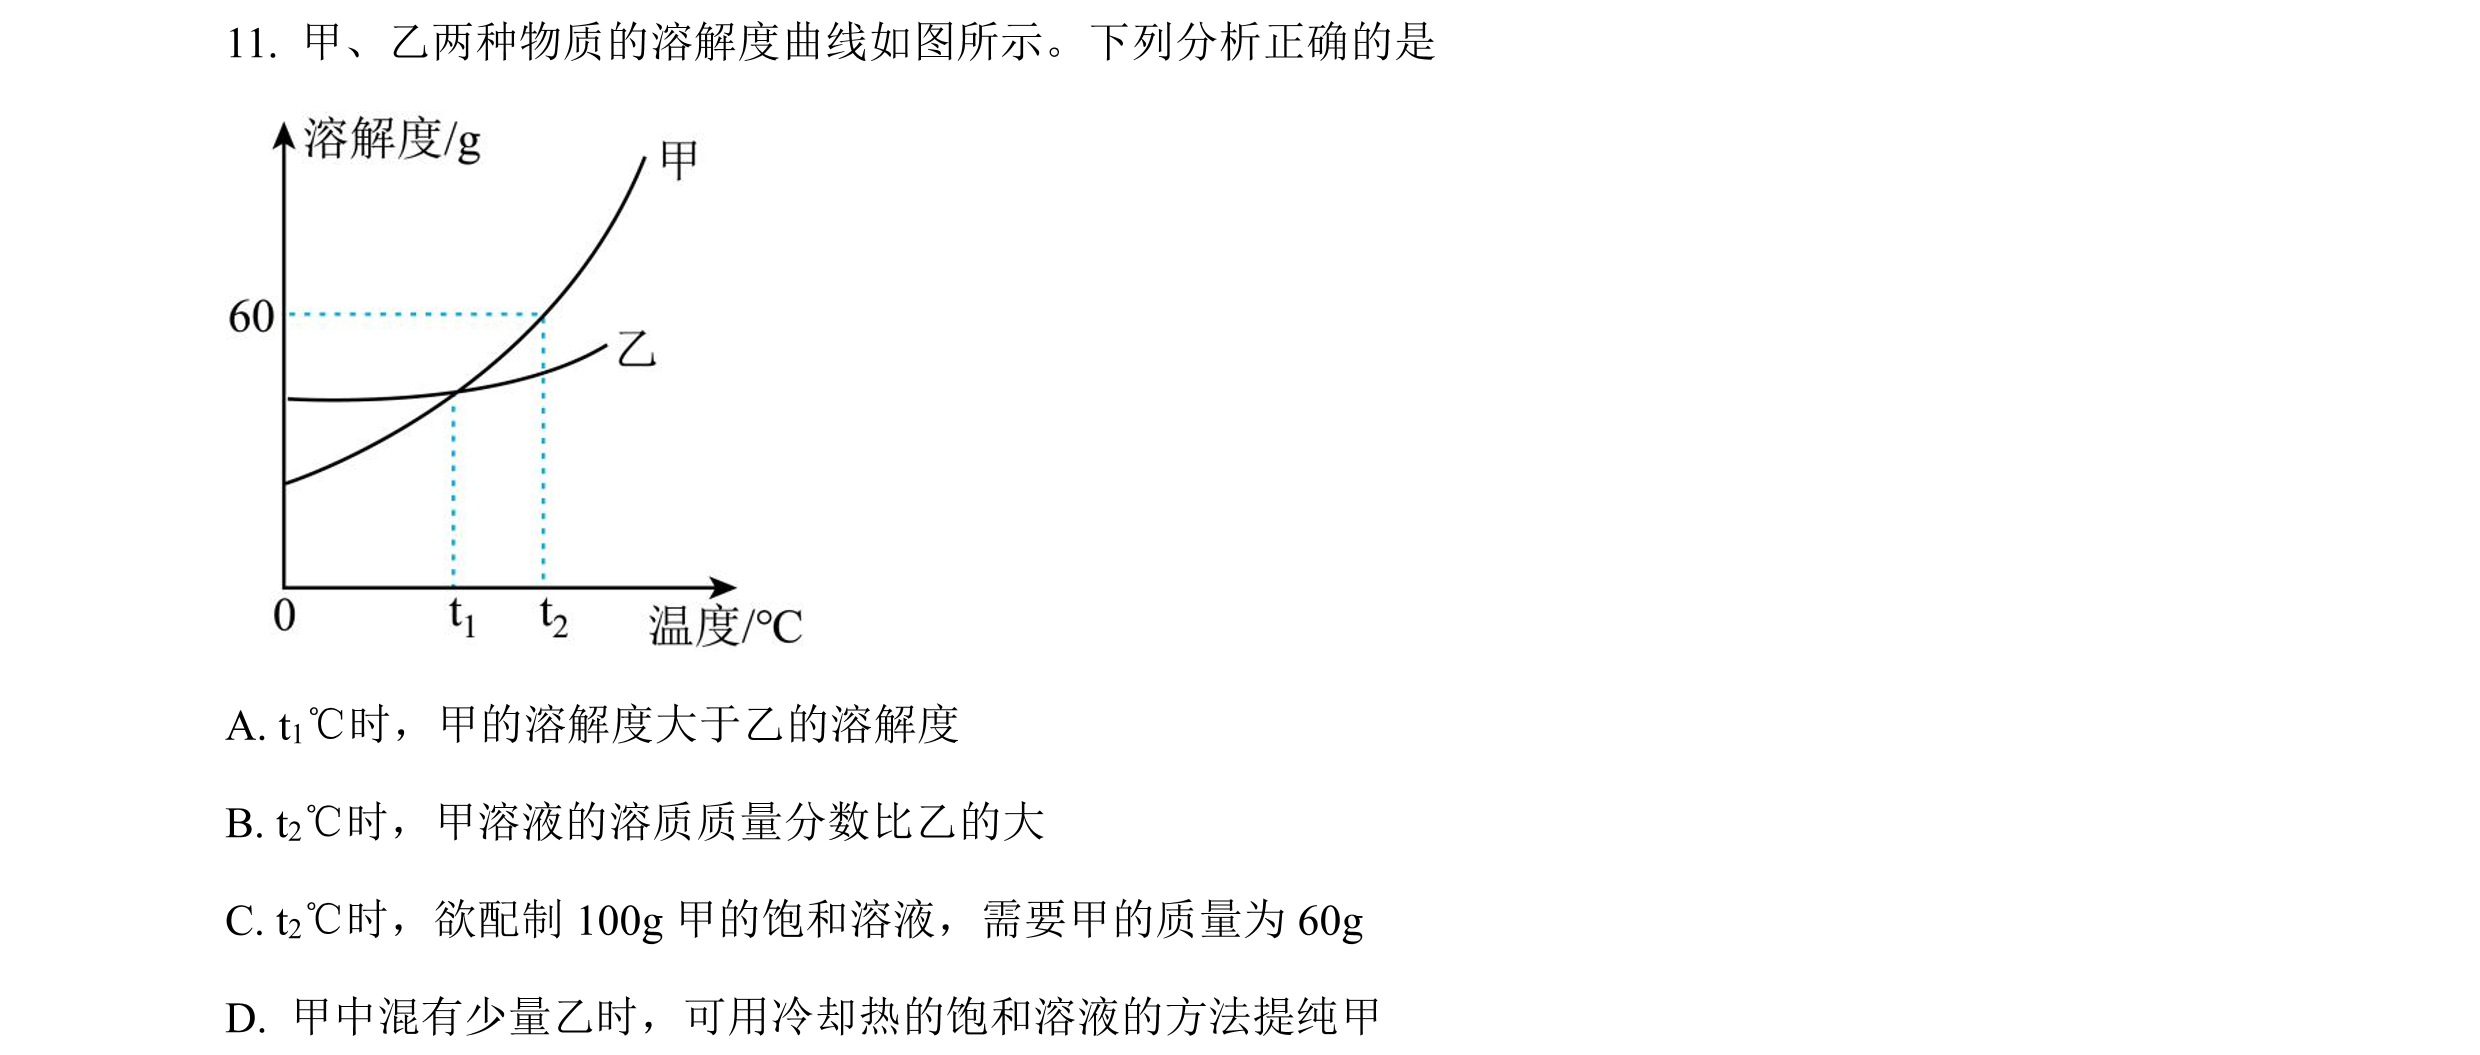 11. 甲、乙两种物质的溶解度曲线如图所示。下列分析正确的是
溶解度/g
甲
60
乙
0
t₁
t₂
温度/°C
A. t₁℃时，甲的溶解度大于乙的溶解度
B. t₂℃时，甲溶液的溶质质量分数比乙的大
C. t₂℃时，欲配制 100g 甲的饱和溶液，需要甲的质量为 60g
D. 甲中混有少量乙时，可用冷却热的饱和溶液的方法提纯甲